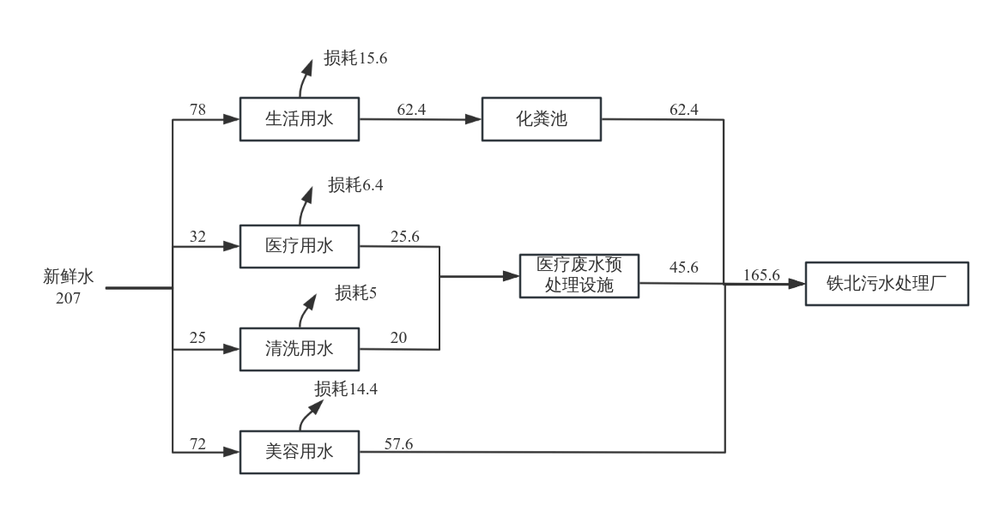 损耗15.6
78
生活用水
62.4
化粪池
62.4
损耗6.4
32
医疗用水
25.6
新鲜水
207
损耗5
医疗废水预
处理设施
45.6
165.6
铁北污水处理厂
25
清洗用水
20
损耗14.4
72
美容用水
57.6